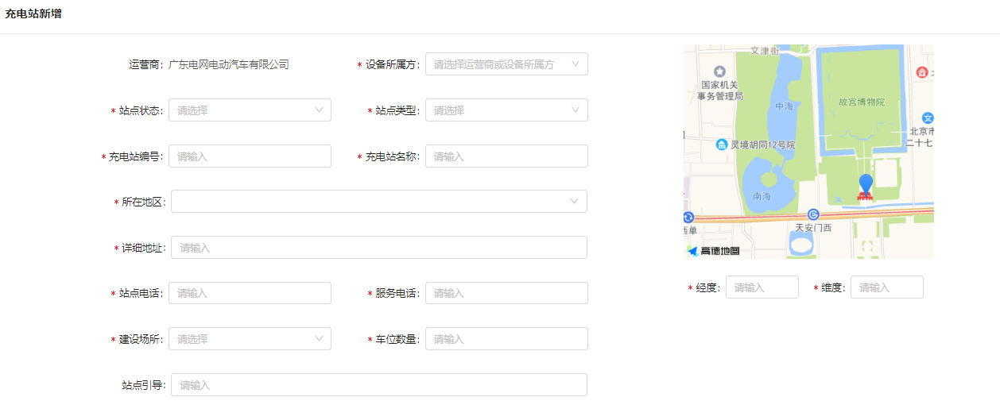 充电站新增
运营商: 广东电网电动汽车有限公司
* 设备所属方: 请选择运营商或设备所属方
* 站点状态: 请选择
* 站点类型: 请选择
* 充电站编号: 请输入
* 充电站名称: 请输入
* 所在地区:
* 详细地址: 请输入
* 站点电话: 请输入
* 服务电话: 请输入
* 建设场所: 请选择
* 车位数量: 请输入
站点引导: 请输入
文津街
国家机关
事务管理局
中海
故宫博物院
文
北京市
二十七
灵境胡同12号院
南海
西单
天安门西
高德地图
* 经度: 请输入
* 维度: 请输入